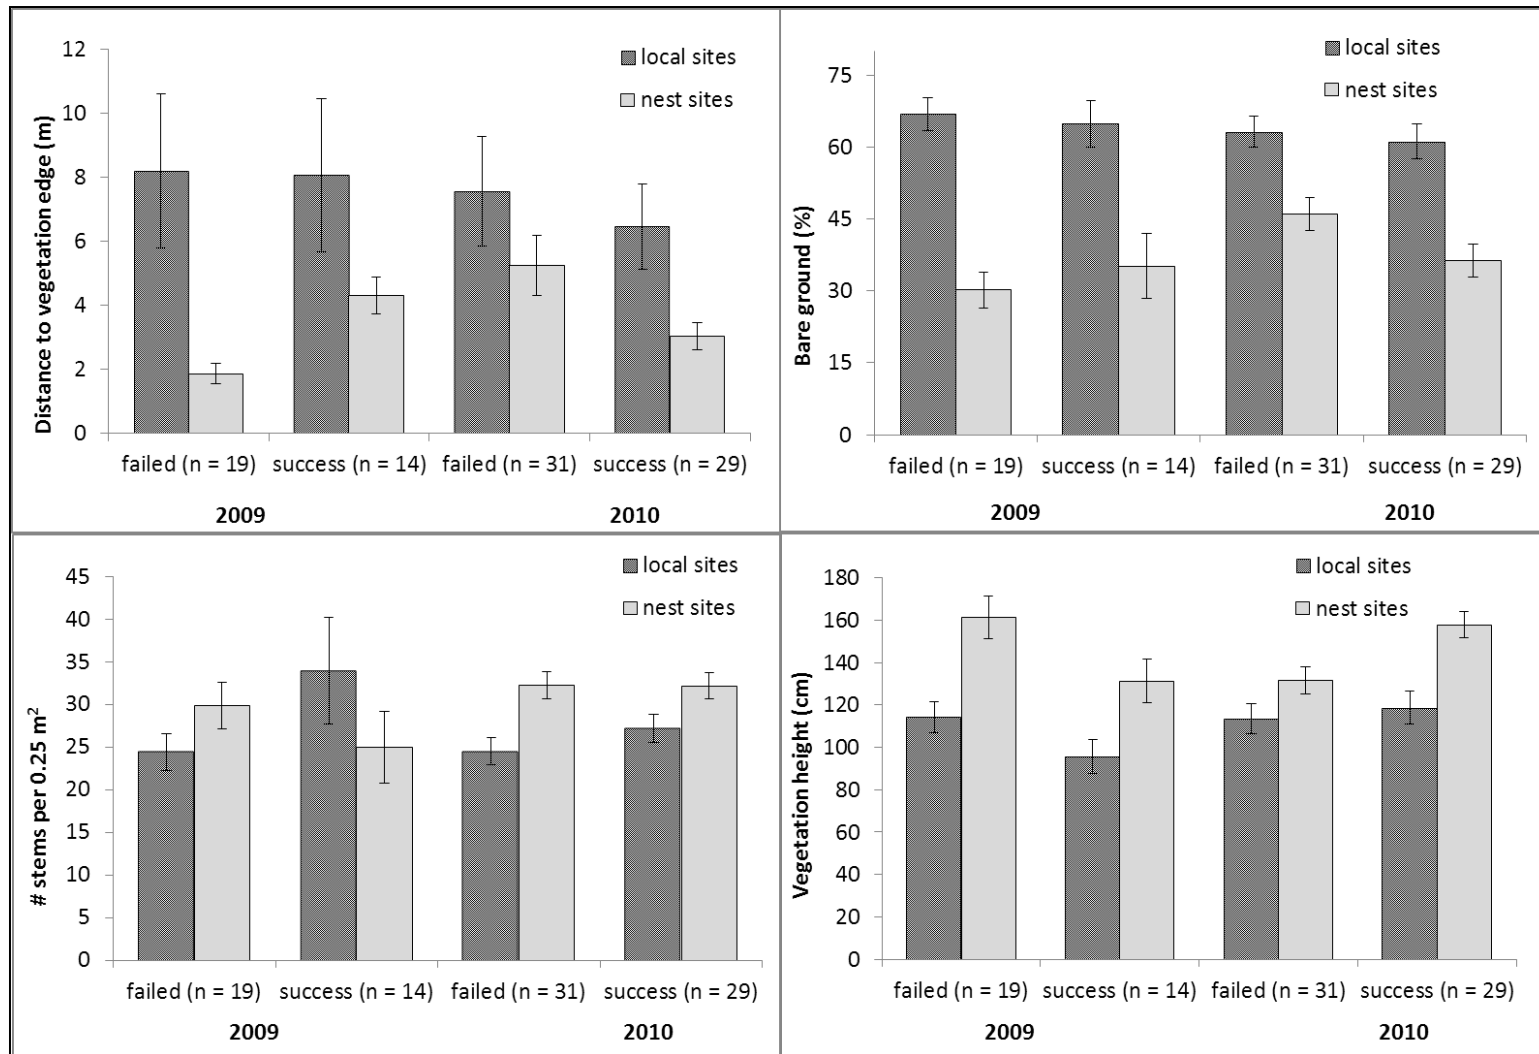 Distance to vegetation edge (m)
12
10
8
6
4
2
0
local sites
nest sites
failed (n = 19) success (n = 14) failed (n = 31) success (n = 29)
2009 2010
Bare ground (%)
75
60
45
30
15
0
local sites
nest sites
failed (n = 19) success (n = 14) failed (n = 31) success (n = 29)
2009 2010
# stems per 0.25 m²
45
40
35
30
25
20
15
10
5
0
local sites
nest sites
failed (n = 19) success (n = 14) failed (n = 31) success (n = 29)
2009 2010
Vegetation height (cm)
180
160
140
120
100
80
60
40
20
0
local sites
nest sites
failed (n = 19) success (n = 14) failed (n = 31) success (n = 29)
2009 2010